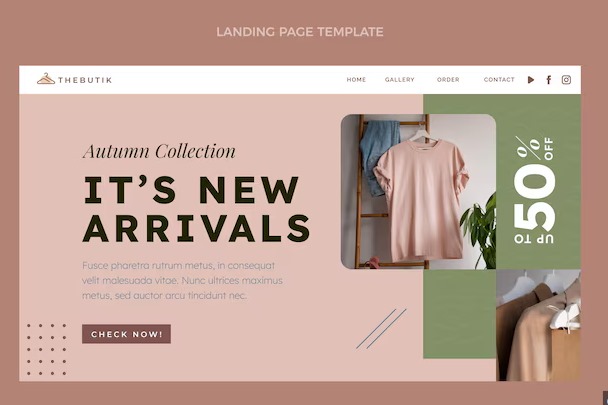 LANDING PAGE TEMPLATE
THEBUTIK
HOME GALLERY ORDER CONTACT
Autumn Collection
IT'S NEW
ARRIVALS
Fusce pharetra rutrum metus, in consequat
velit malesuada vitae. Nunc ultrices maximus
metus, sed auctor arcu tincidunt nec.
CHECK NOW!
UP TO 50% OFF